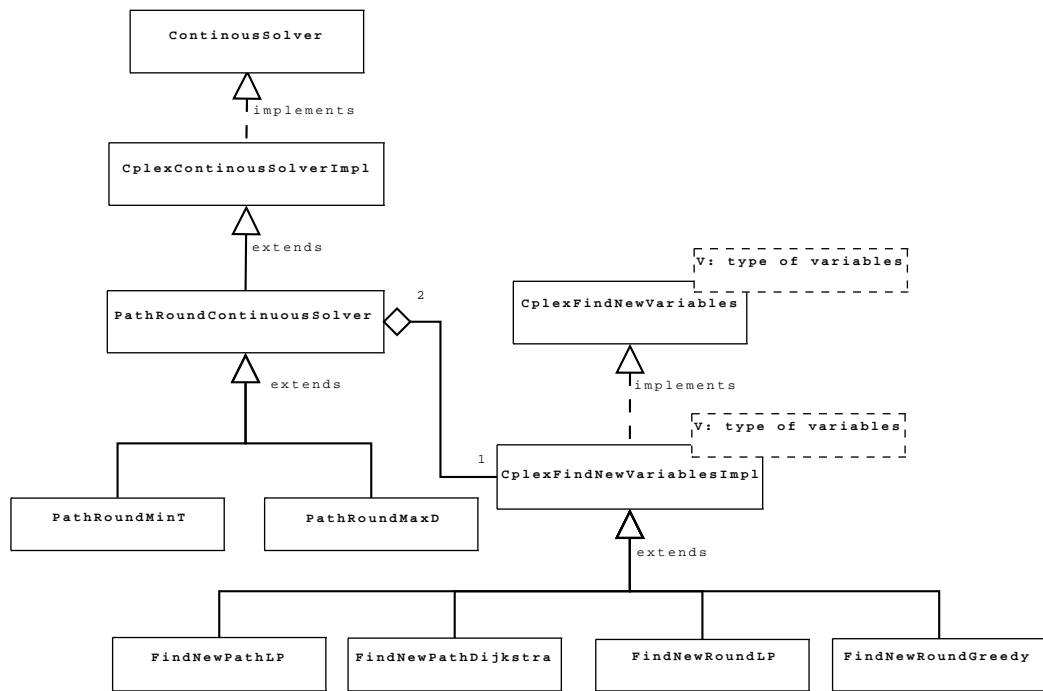 ContinousSolver
implements
CplexContinousSolverImpl
extends
V: type of variables
2
CplexFindNewVariables
PathRoundContinuousSolver
extends
implements
V: type of variables
1
CplexFindNewVariablesImpl
PathRoundMinT
PathRoundMaxD
extends
FindNewPathLP
FindNewPathDijkstra
FindNewRoundLP
FindNewRoundGreedy